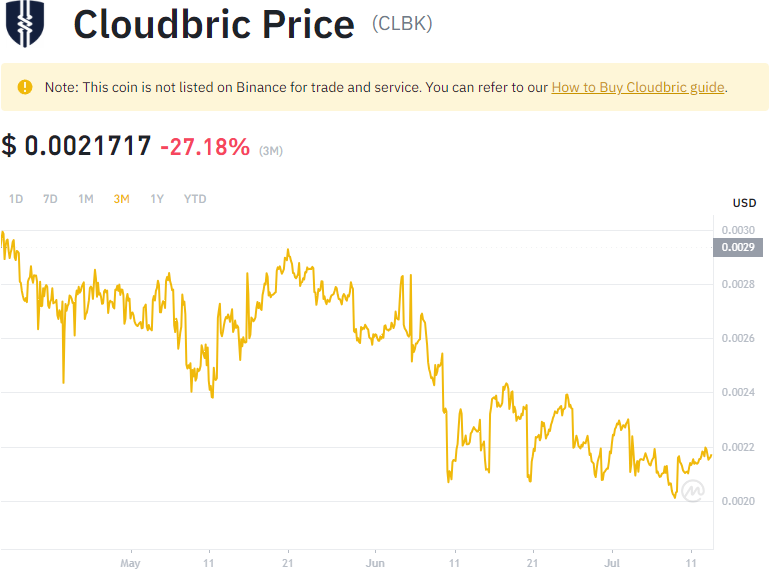 Cloudbric Price (CLBK)
Note: This coin is not listed on Binance for trade and service. You can refer to our How to Buy Cloudbric guide.
$ 0.0021717 -27.18% (3M)
1D 7D 1M 3M 1Y YTD
USD
0.0030
0.0029
0.0028
0.0026
0.0024
0.0022
0.0020
May 11 21 Jun 11 21 Jul 11